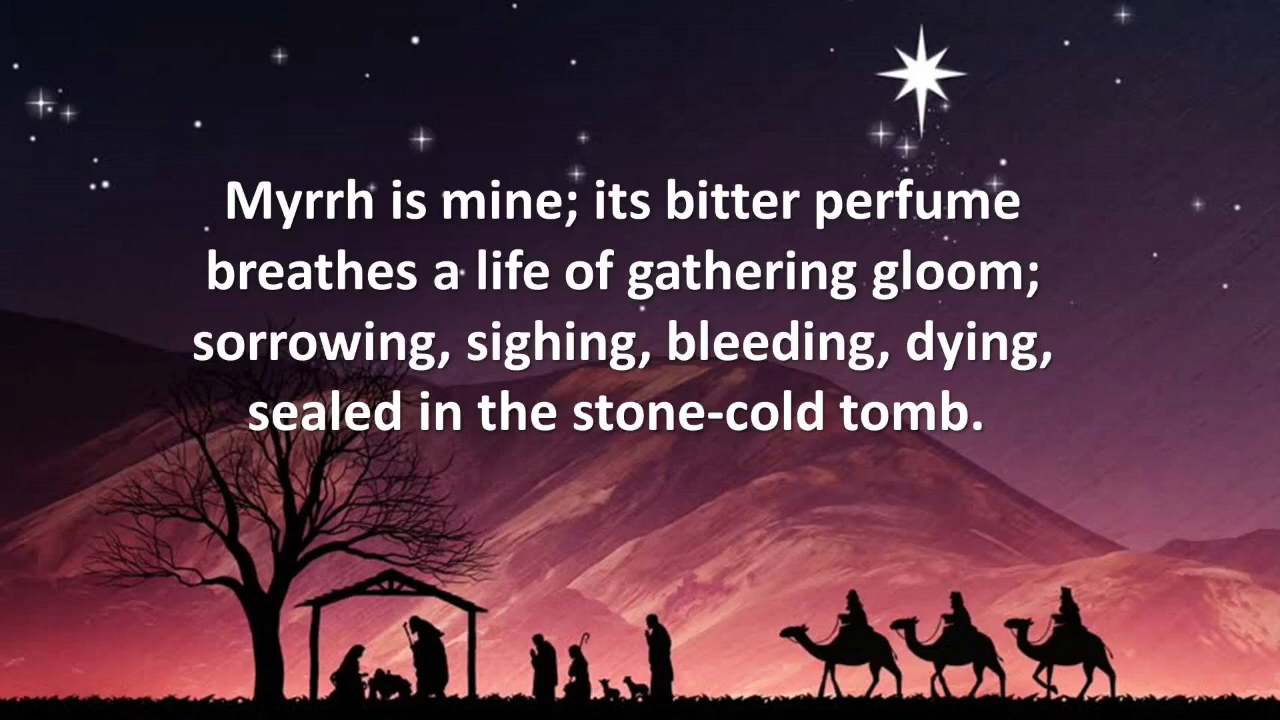 Myrrh is mine; its bitter perfume
breathes a life of gathering gloom;
sorrowing, sighing, bleeding, dying,
sealed in the stone-cold tomb.